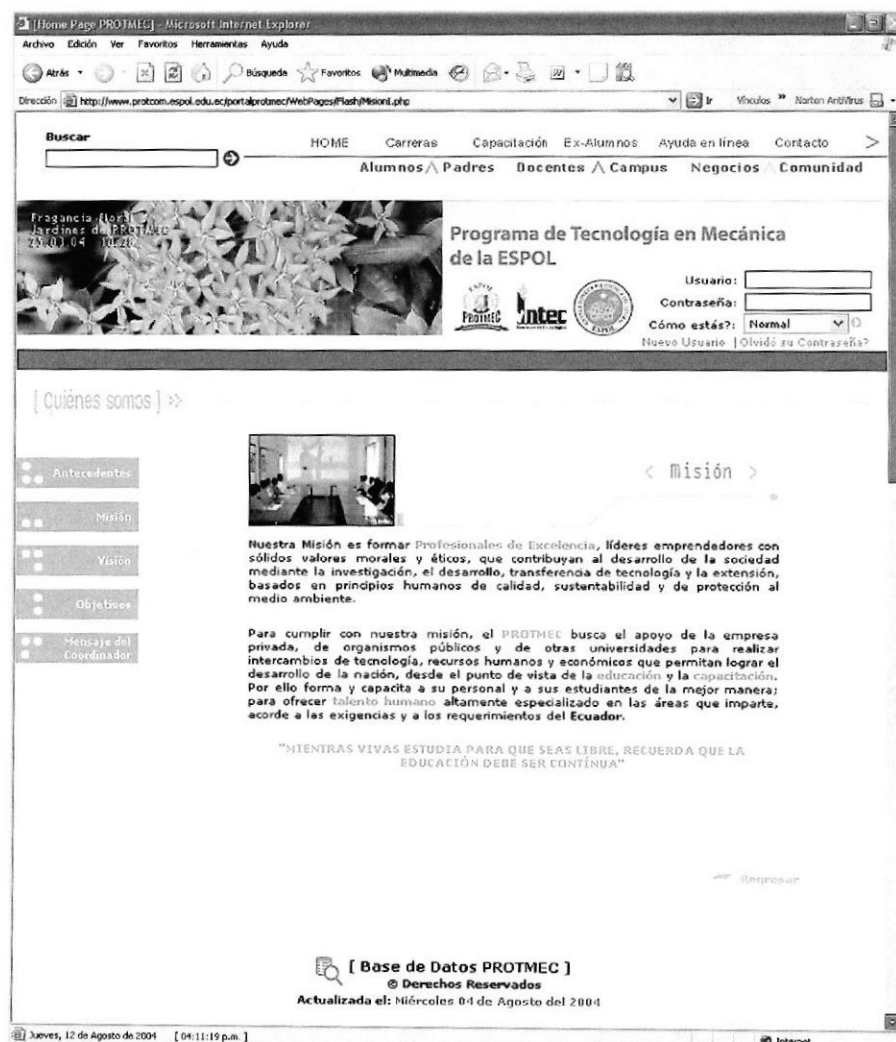 [Home Page PROTMEC] - Microsoft Internet Explorer
Archivo Edición Ver Favoritos Herramientas Ayuda
Atrás Búsqueda Favoritos Multimedia
Dirección http://www.protcom.espol.edu.ec/portalprotmec/WebPages/Flash/Mision1.php Ir Vínculos » Norton AntiVirus
Buscar
HOME Carreras Capacitación Ex-Alumnos Ayuda en línea Contacto >
Alumnos Padres Docentes Campus Negocios Comunidad
Fragancia floral
Jardines de PROTMEC
25.03.04
Programa de Tecnología en Mecánica
de la ESPOL
Usuario:
ESPOL
PROTMEC
intec
ESPOL
Contraseña:
Cómo estás?: Normal
Nuevo Usuario | Olvidó su Contraseña?
[ Quiénes somos ] >>
Antecedentes
Misión
Visión
Objetivos
Mensaje del
Coordinador
< Misión >
Nuestra Misión es formar Profesionales de Excelencia, líderes emprendedores con
sólidos valores morales y éticos, que contribuyan al desarrollo de la sociedad
mediante la investigación, el desarrollo, transferencia de tecnología y la extensión,
basados en principios humanos de calidad, sustentabilidad y de protección al
medio ambiente.
Para cumplir con nuestra misión, el PROTMEC busca el apoyo de la empresa
privada, de organismos públicos y de otras universidades para realizar
intercambios de tecnología, recursos humanos y económicos que permitan lograr el
desarrollo de la nación, desde el punto de vista de la educación y la capacitación.
Por ello forma y capacita a su personal y a sus estudiantes de la mejor manera;
para ofrecer talento humano altamente especializado en las áreas que imparte,
acorde a las exigencias y a los requerimientos del Ecuador.
"MIENTRAS VIVAS ESTUDIA PARA QUE SEAS LIBRE, RECUERDA QUE LA
EDUCACIÓN DEBE SER CONTÍNUA"
Regresar
[ Base de Datos PROTMEC ]
© Derechos Reservados
Actualizada el: Miércoles 04 de Agosto del 2004
Jueves, 12 de Agosto de 2004 [ 04:11:19 p.m. ] Internet